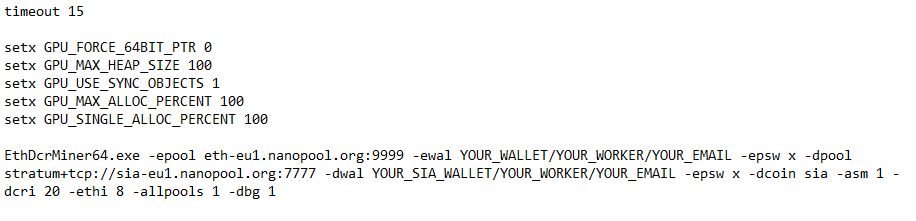 timeout 15
setx GPU_FORCE_64BIT_PTR 0
setx GPU_MAX_HEAP_SIZE 100
setx GPU_USE_SYNC_OBJECTS 1
setx GPU_MAX_ALLOC_PERCENT 100
setx GPU_SINGLE_ALLOC_PERCENT 100
EthDcrMiner64.exe -epool eth-eu1.nanopool.org:9999 -ewal YOUR_WALLET/YOUR_WORKER/YOUR_EMAIL -epsw x -dpool
stratum+tcp://sia-eu1.nanopool.org:7777 -dwal YOUR_SIA_WALLET/YOUR_WORKER/YOUR_EMAIL -epsw x -dcoin sia -asm 1 -
dcri 20 -ethi 8 -allpools 1 -dbg 1